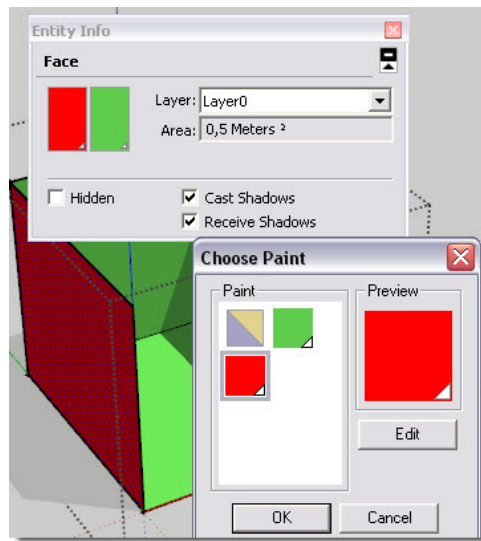 Entity Info
Face
Layer: Layer0
Area: 0,5 Meters ²
Hidden
Cast Shadows
Receive Shadows
Choose Paint
Paint
Preview
Edit
OK
Cancel